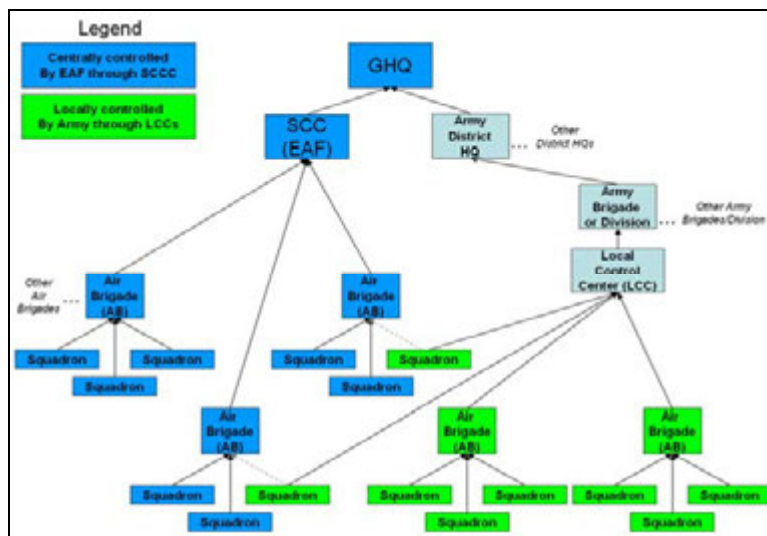 Legend
Centrally controlled
By EAF through SCCC
Locally controlled
By Army through LCCs
GHQ
SCC
(EAF)
Army
District
HQ
Other
District HQs
Army
Brigade
or Division
Other Army
Brigades/Division
Local
Control
Center (LCC)
Other
Air
Brigades
Air
Brigade
(AB)
Air
Brigade
(AB)
Squadron
Squadron
Squadron
Squadron
Squadron
Squadron
Air
Brigade
(AB)
Air
Brigade
(AB)
Air
Brigade
(AB)
Squadron
Squadron
Squadron
Squadron
Squadron
Squadron
Squadron
Squadron
Squadron